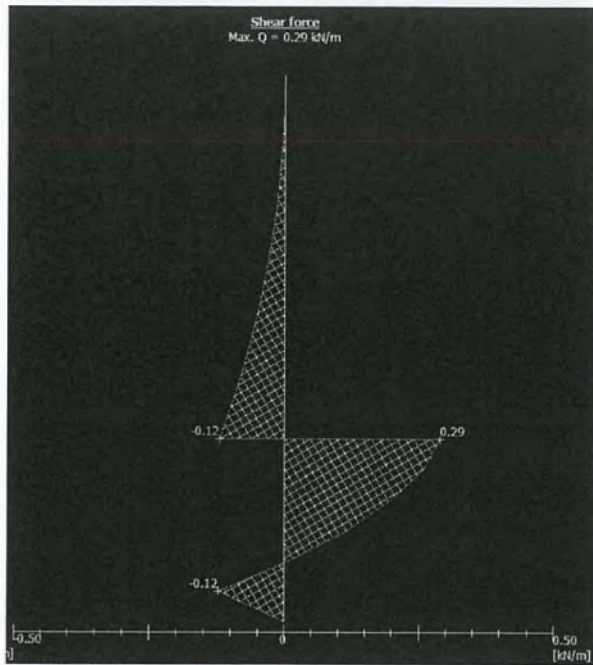 Shear force
Max. Q = 0.29 kN/m
-0.12 0.29
-0.12
-0.50 0 0.50
] [kN/m]